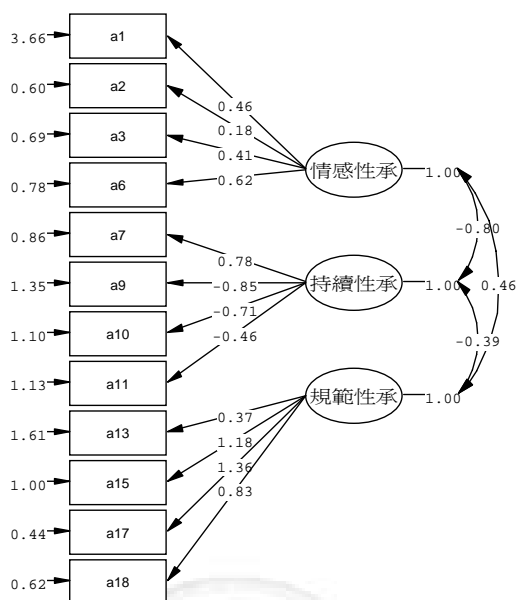 3.66 a1
0.60 a2
0.69 a3
0.78 a6
0.86 a7
1.35 a9
1.10 a10
1.13 a11
1.61 a13
1.00 a15
0.44 a17
0.62 a18
0.46
0.18
0.41
0.62
0.78
-0.85
-0.71
-0.46
0.37
1.18
1.36
0.83
情感性承 1.00
持續性承 1.00
規範性承 1.00
-0.80
0.46
-0.39